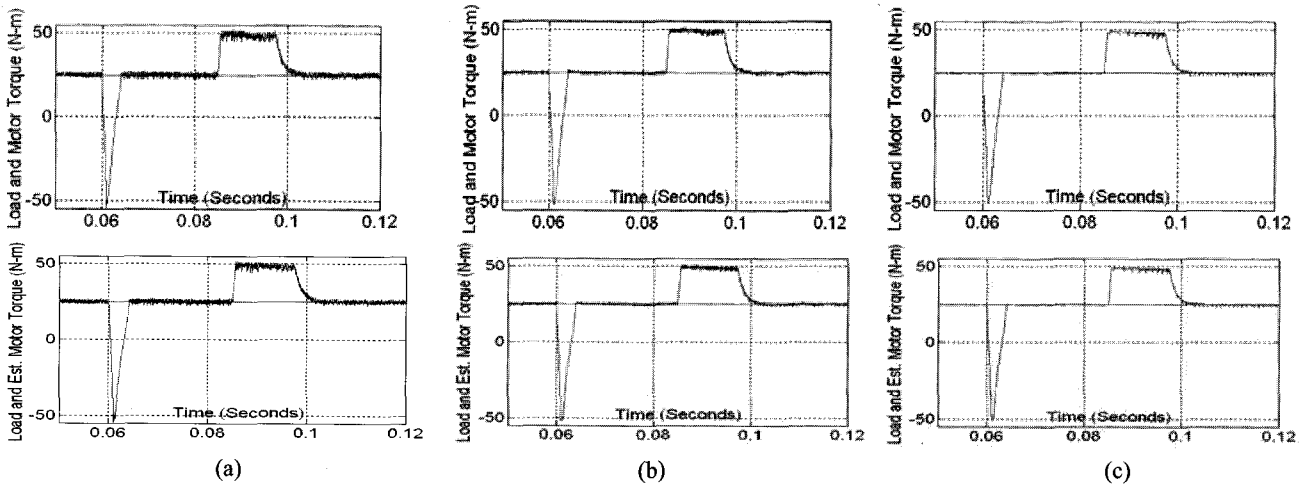 Load and Motor Torque (N-m)
50
0
-50
Time (Seconds)
0.06
0.08
0.1
0.12
Load and Motor Torque (N-m)
50
0
-50
Time (Seconds)
0.06
0.08
0.1
0.12
Load and Motor Torque (N-m)
50
0
-50
Time (Seconds)
0.06
0.08
0.1
0.12
Load and Est. Motor Torque (N-m)
50
0
-50
Time (Seconds)
0.06
0.08
0.1
0.12
Load and Est. Motor Torque (N-m)
50
0
-50
Time (Seconds)
0.06
0.08
0.1
0.12
Load and Est. Motor Torque (N-m)
50
0
-50
Time (Seconds)
0.06
0.08
0.1
0.12
(a)
(b)
(c)